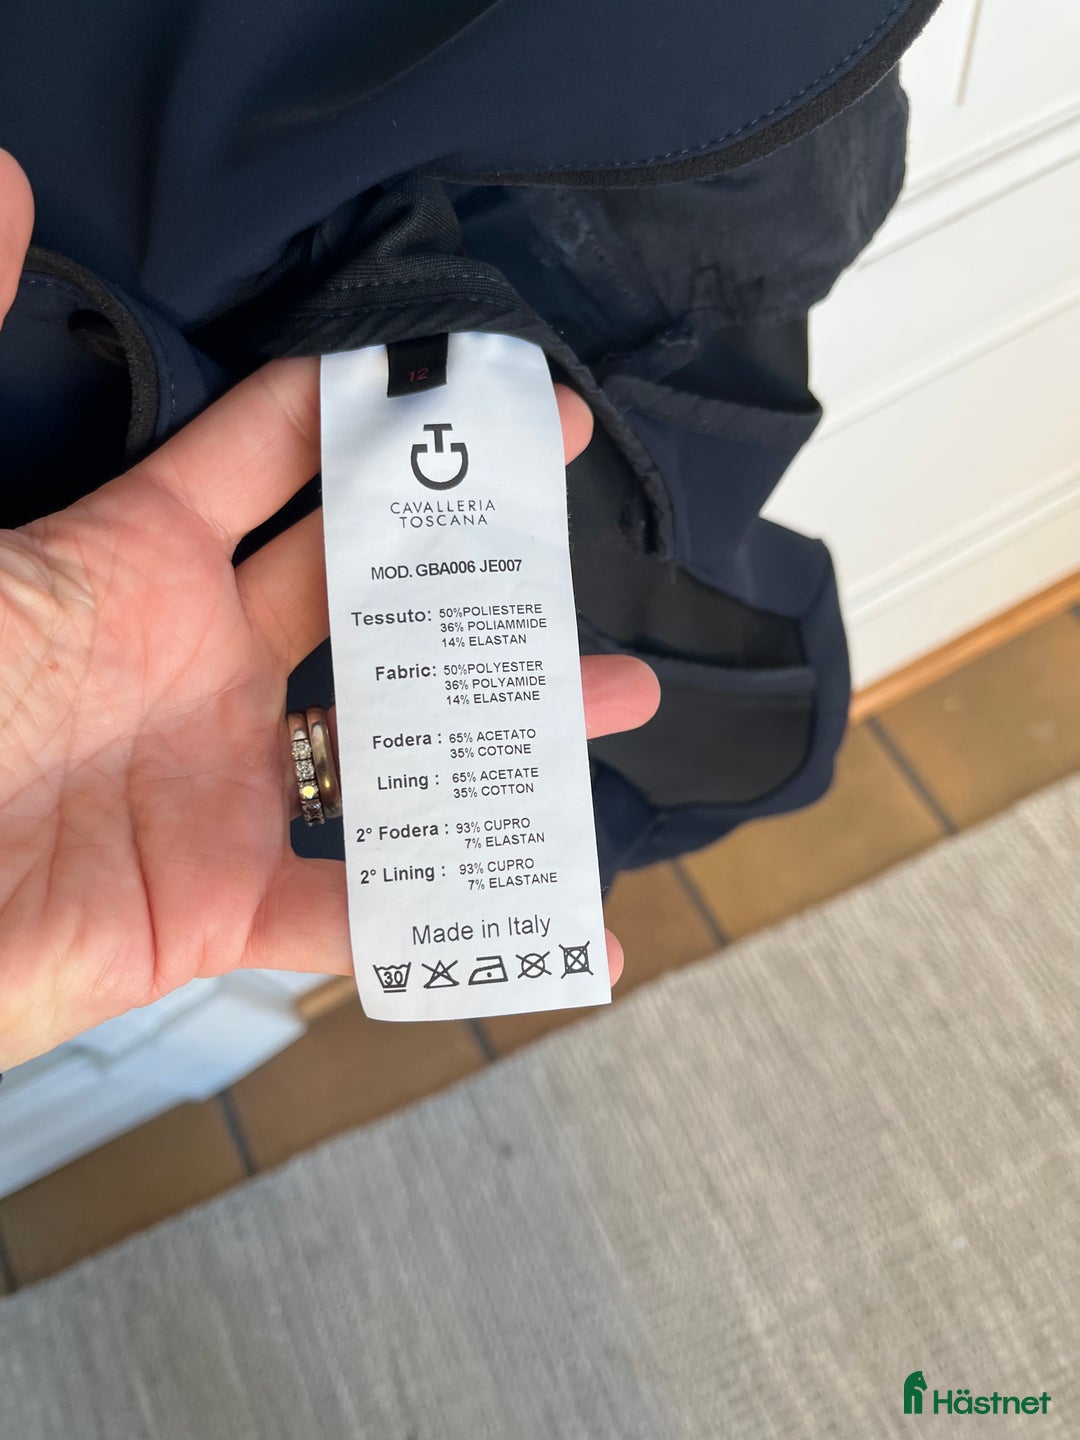 12
CAVALLERIA
TOSCANA
MOD. GBA006 JE007
Tessuto: 50%POLIESTERE
36% POLIAMMIDE
14% ELASTAN
Fabric: 50%POLYESTER
36% POLYAMIDE
14% ELASTANE
Fodera : 65% ACETATO
35% COTONE
Lining : 65% ACETATE
35% COTTON
2° Fodera : 93% CUPRO
7% ELASTAN
2° Lining : 93% CUPRO
7% ELASTANE
Made in Italy
30
Hästnet